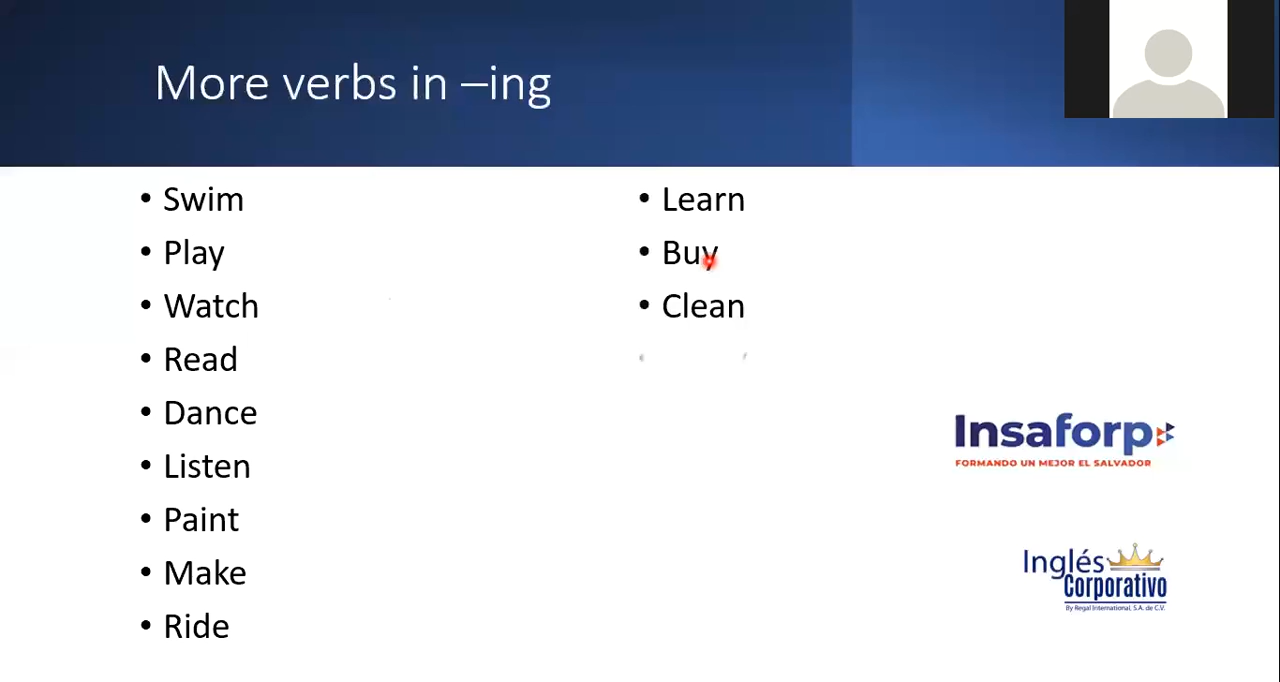 More verbs in –ing
• Swim
• Play
• Watch
• Read
• Dance
• Listen
• Paint
• Make
• Ride
• Learn
• Buy
• Clean
Insaforp
FORMANDO UN MEJOR EL SALVADOR
Inglés
Corporativo
By Regal International, S.A. de C.V.